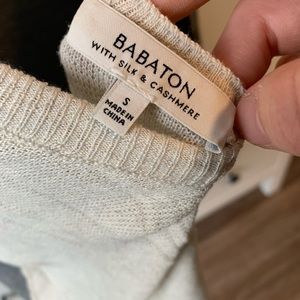 BABATON
WITH SILK & CASHMERE
S
MADE IN
CHINA